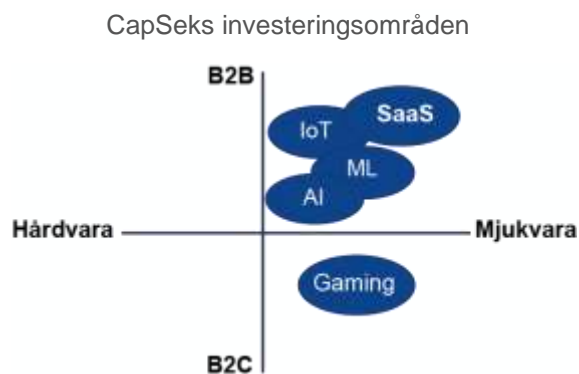 CapSeks investeringsområden
B2B
SaaS
IoT
ML
AI
Hårdvara
Mjukvara
Gaming
B2C